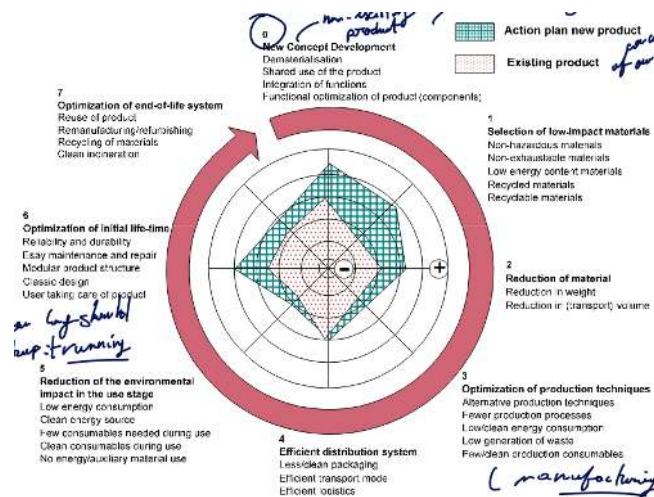 non-existing
product
0
New Concept Development
Dematerialisation
Shared use of the product
Integration of functions
Functional optimization of product (components)
Action plan new product
Existing product
of our
7
Optimization of end-of-life system
Reuse of product
Remanufacturing/refurbishing
Recycling of materials
Clean incineration
1
Selection of low-impact materials
Non-hazardous materials
Non-exhaustable materials
Low energy content materials
Recycled materials
Recyclable materials
6
Optimization of initial life-time
Reliability and durability
Esay maintenance and repair
Modular product structure
Classic design
User taking care of product
- +
2
Reduction of material
Reduction in weight
Reduction in (transport) volume
should
running
5
Reduction of the environmental
impact in the use stage
Low energy consumption
Clean energy source
Few consumables needed during use
Clean consumables during use
No energy/auxiliary material use
4
Efficient distribution system
Less/clean packaging
Efficient transport mode
Efficient logistics
3
Optimization of production techniques
Alternative production techniques
Fewer production processes
Low/clean energy consumption
Low generation of waste
Few/clean production consumables
( manufacturing